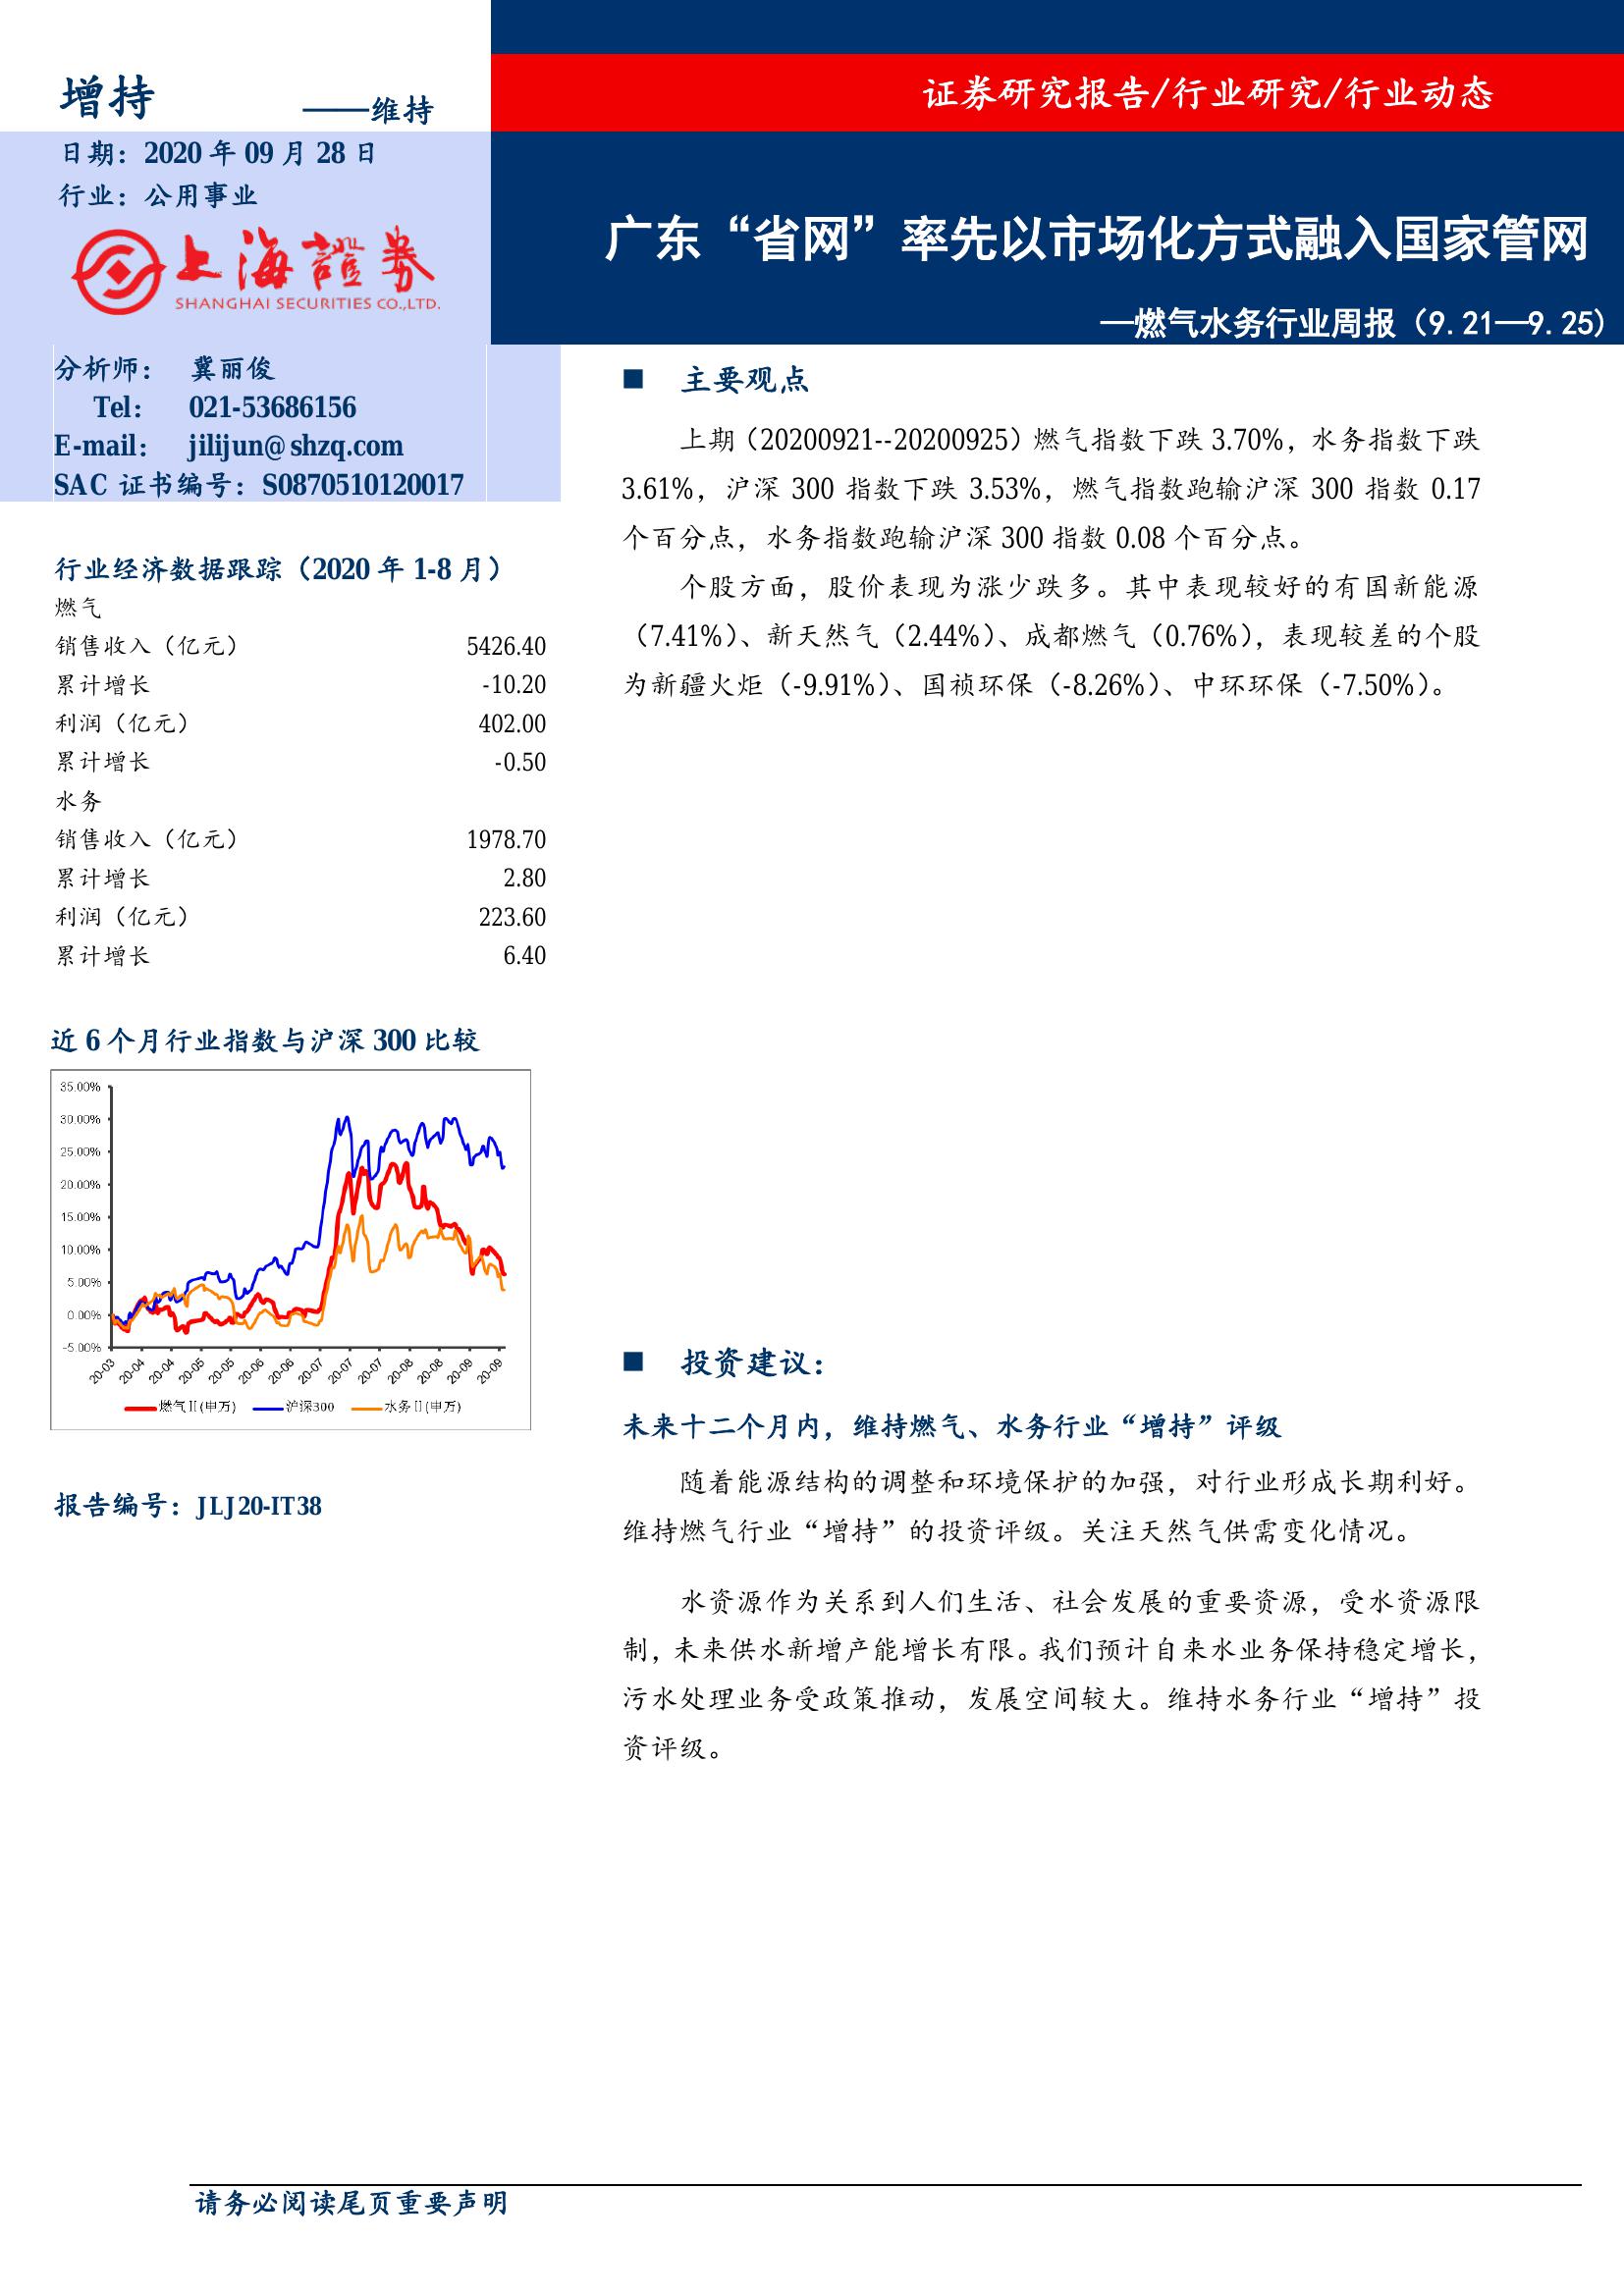 增持 ——维持
日期：2020 年 09 月 28 日
行业：公用事业
上海證券
SHANGHAI SECURITIES CO.,LTD.
证券研究报告/行业研究/行业动态
广东“省网”率先以市场化方式融入国家管网
—燃气水务行业周报（9.21—9.25）
分析师： 冀丽俊
Tel： 021-53686156
E-mail： jilijun@shzq.com
SAC 证书编号：S0870510120017
行业经济数据跟踪（2020 年 1-8 月）
燃气
销售收入（亿元） 5426.40
累计增长 -10.20
利润（亿元） 402.00
累计增长 -0.50
水务
销售收入（亿元） 1978.70
累计增长 2.80
利润（亿元） 223.60
累计增长 6.40
近 6 个月行业指数与沪深 300 比较
35.00%
30.00%
25.00%
20.00%
15.00%
10.00%
5.00%
0.00%
-5.00%
20-03 20-04 20-04 20-05 20-05 20-06 20-06 20-07 20-07 20-07 20-08 20-08 20-09 20-09
燃气Ⅱ(申万) 沪深300 水务Ⅱ(申万)
报告编号：JLJ20-IT38
■ 主要观点
上期（20200921--20200925）燃气指数下跌 3.70%，水务指数下跌
3.61%，沪深 300 指数下跌 3.53%，燃气指数跑输沪深 300 指数 0.17
个百分点，水务指数跑输沪深 300 指数 0.08 个百分点。
个股方面，股价表现为涨少跌多。其中表现较好的有国新能源
（7.41%）、新天然气（2.44%）、成都燃气（0.76%），表现较差的个股
为新疆火炬（-9.91%）、国祯环保（-8.26%）、中环环保（-7.50%）。
■ 投资建议：
未来十二个月内，维持燃气、水务行业“增持”评级
随着能源结构的调整和环境保护的加强，对行业形成长期利好。
维持燃气行业“增持”的投资评级。关注天然气供需变化情况。
水资源作为关系到人们生活、社会发展的重要资源，受水资源限
制，未来供水新增产能增长有限。我们预计自来水业务保持稳定增长，
污水处理业务受政策推动，发展空间较大。维持水务行业“增持”投
资评级。
请务必阅读尾页重要声明